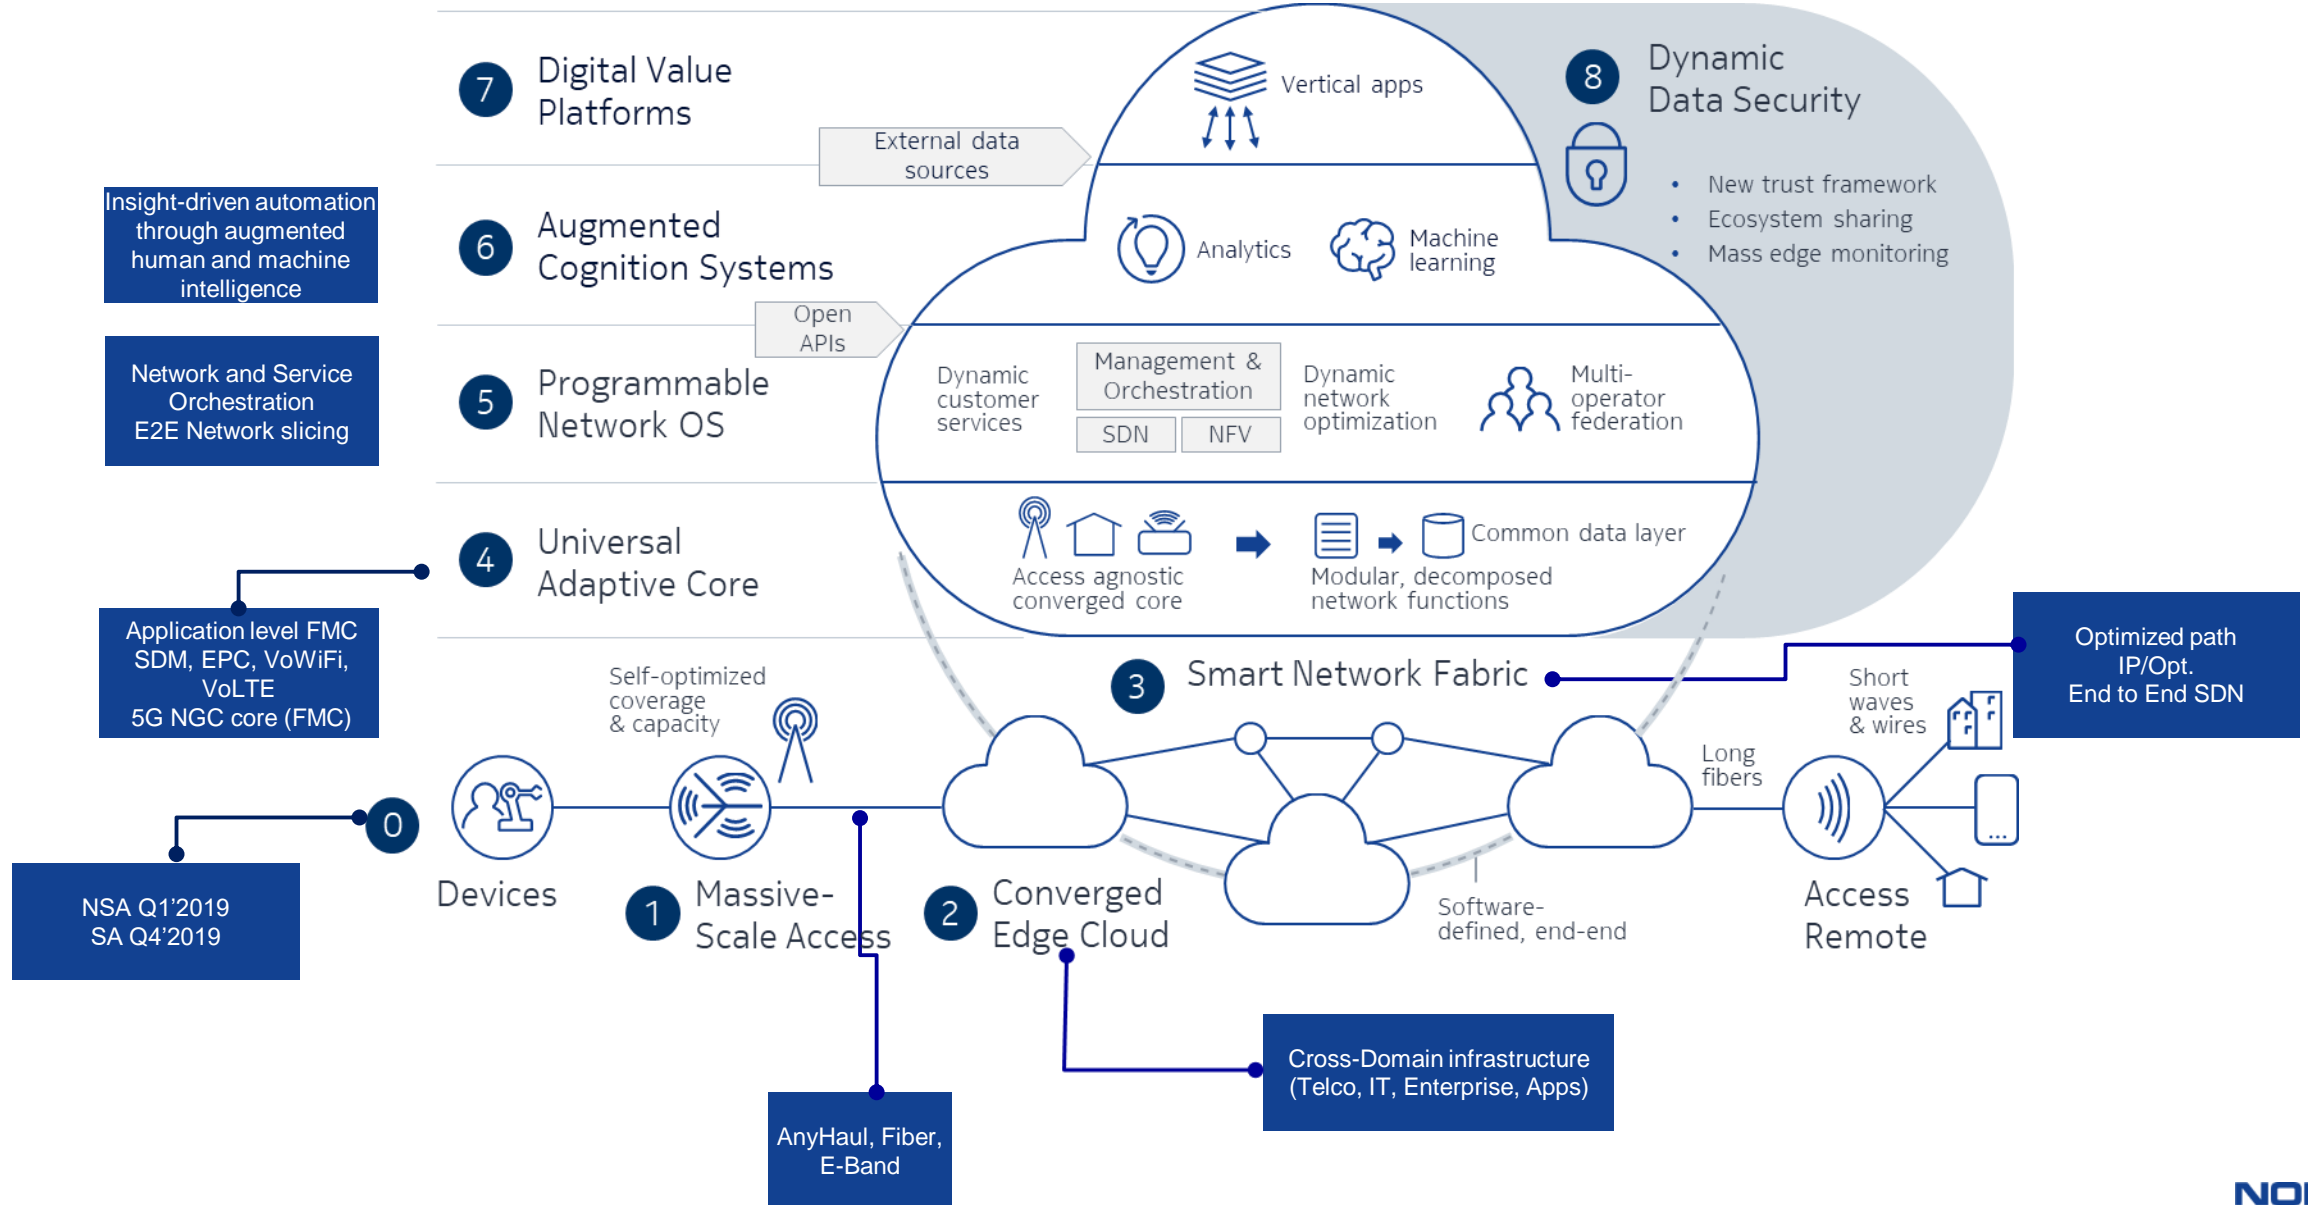 7
Digital Value
Platforms
Vertical apps
8
Dynamic
Data Security
External data
sources
• New trust framework
• Ecosystem sharing
• Mass edge monitoring
Insight-driven automation
through augmented
human and machine
intelligence
6
Augmented
Cognition Systems
Analytics
Machine
learning
Open
APIs
Network and Service
Orchestration
E2E Network slicing
5
Programmable
Network OS
Dynamic
customer
services
Management &
Orchestration
SDN
NFV
Dynamic
network
optimization
Multi-
operator
federation
4
Universal
Adaptive Core
Access agnostic
converged core
Modular, decomposed
network functions
Common data layer
Application level FMC
SDM, EPC, VoWiFi,
VoLTE
5G NGC core (FMC)
Self-optimized
coverage
& capacity
3
Smart Network Fabric
Short
waves
& wires
Optimized path
IP/Opt.
End to End SDN
Long
fibers
0
Devices
1
Massive-
Scale Access
2
Converged
Edge Cloud
Software-
defined, end-end
Access
Remote
NSA Q1’2019
SA Q4’2019
Cross-Domain infrastructure
(Telco, IT, Enterprise, Apps)
AnyHaul, Fiber,
E-Band